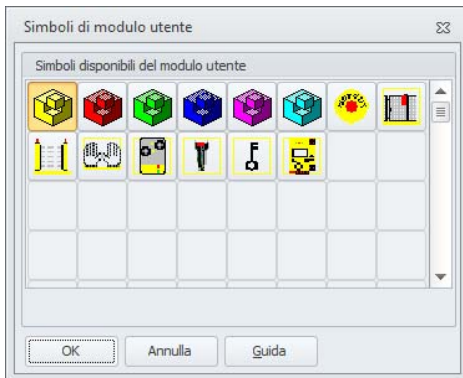 Simboli di modulo utente
Simboli disponibili del modulo utente
OK
Annulla
Guida